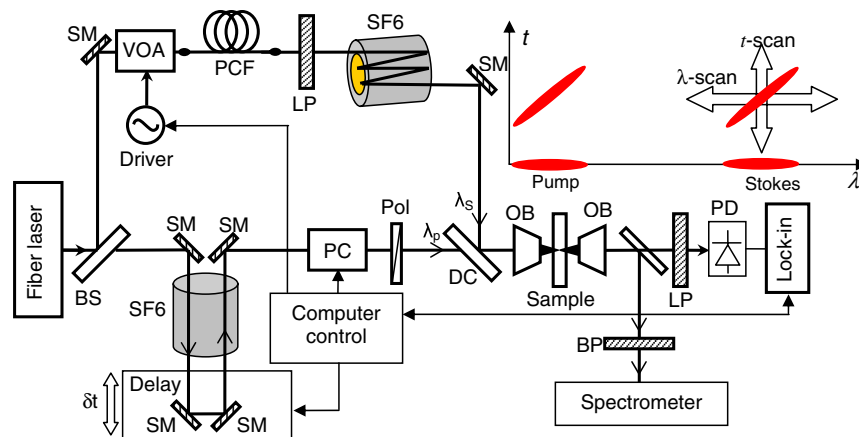 SM
VOA
PCF
LP
SF6
SM
t
t-scan
λ-scan
Pump
Stokes
λ
Driver
Fiber laser
BS
SM
SM
SF6
PC
Pol
λp
λS
DC
OB
OB
Sample
LP
PD
Lock-in
Computer
control
BP
Spectrometer
δt
Delay
SM
SM